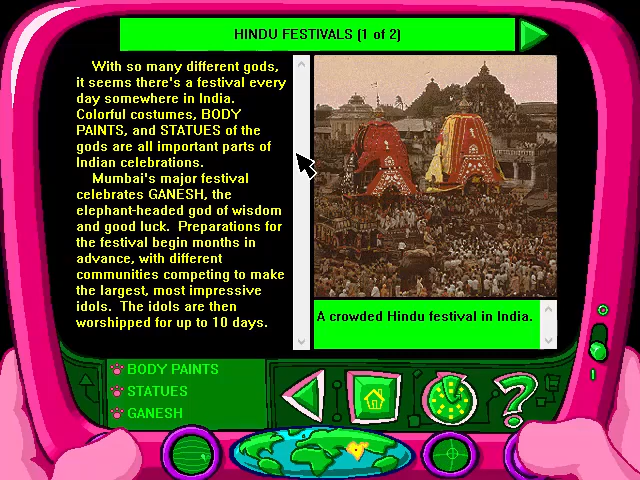 HINDU FESTIVALS (1 of 2)
With so many different gods,
it seems there's a festival every
day somewhere in India.
Colorful costumes, BODY
PAINTS, and STATUES of the
gods are all important parts of
Indian celebrations.
Mumbai's major festival
celebrates GANESH, the
elephant-headed god of wisdom
and good luck.  Preparations for
the festival begin months in
advance, with different
communities competing to make
the largest, most impressive
idols.  The idols are then
worshipped for up to 10 days.
A crowded Hindu festival in India.
BODY PAINTS
STATUES
GANESH
?